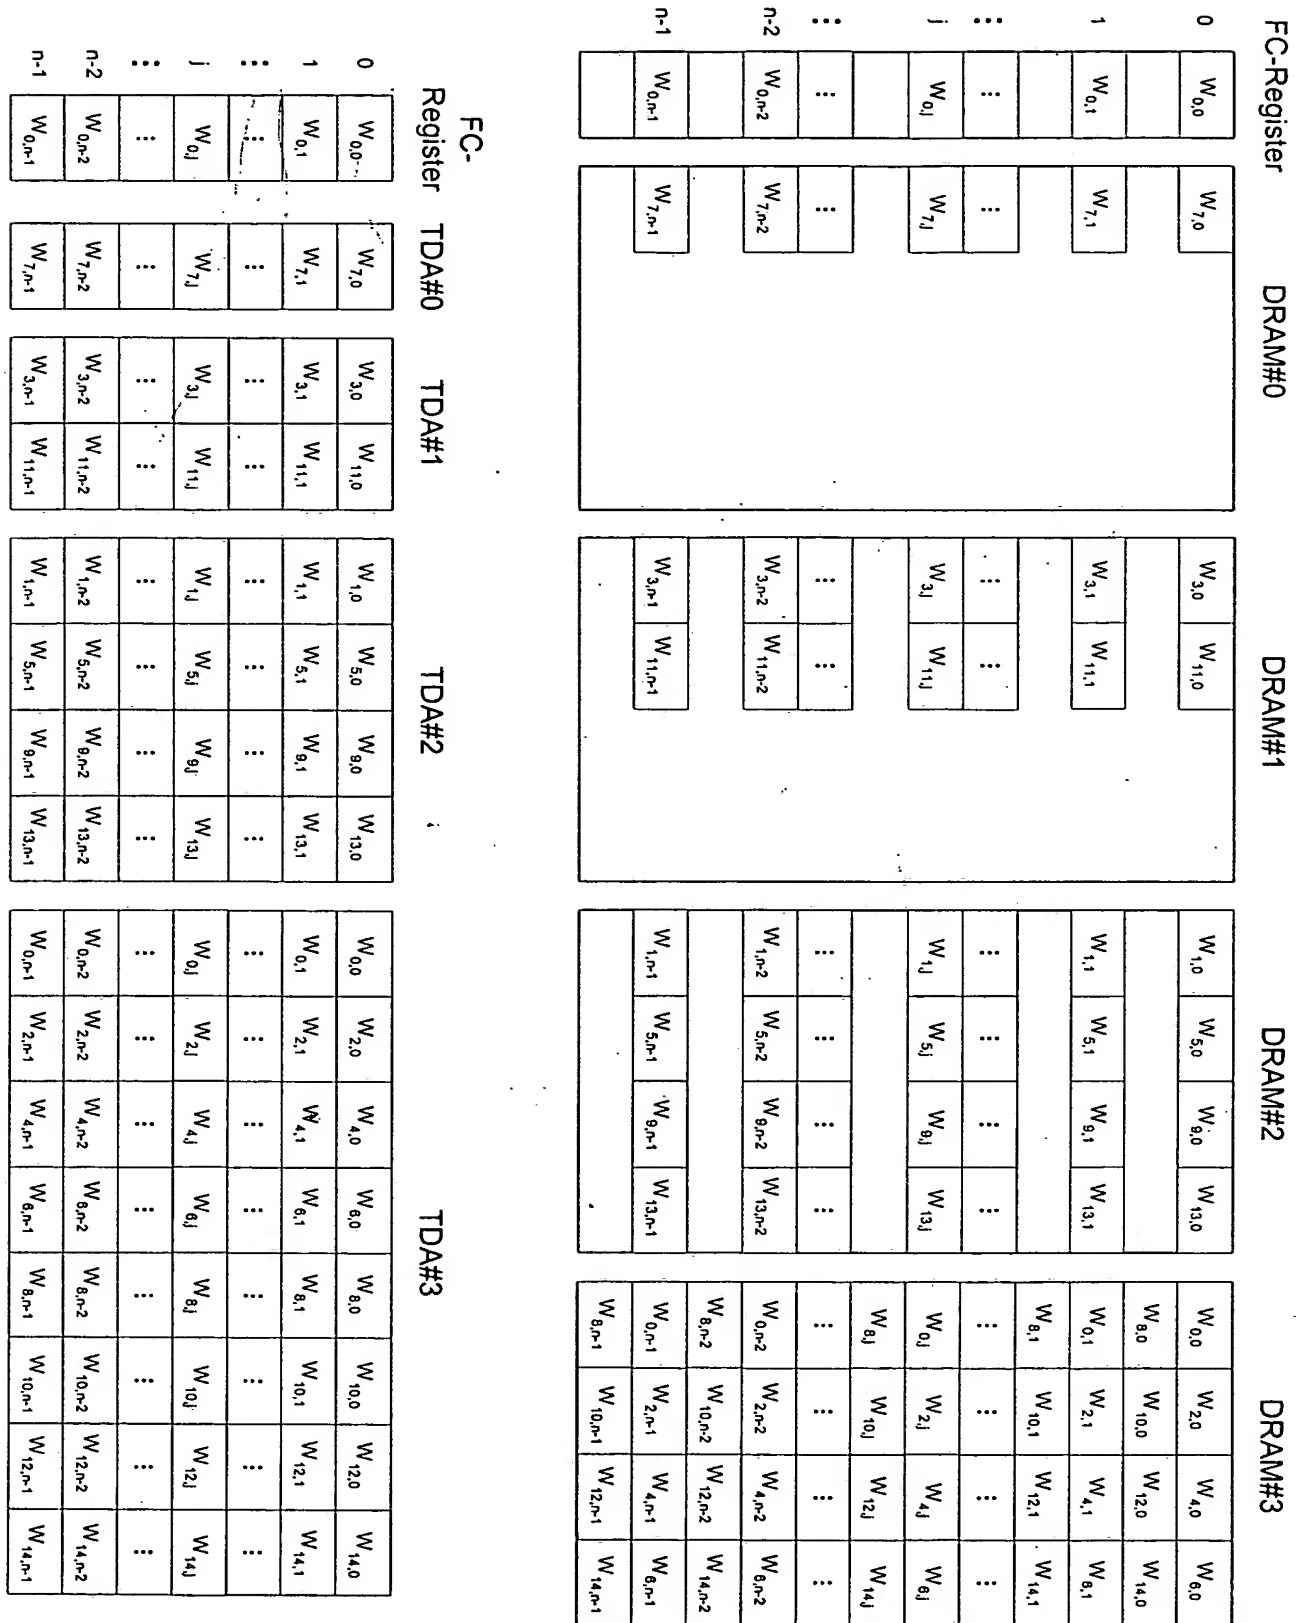 FC-Register DRAM#0 DRAM#1 DRAM#2 DRAM#3
0 W0,0 W7,0 W3,0 W11,0 W1,0 W5,0 W9,0 W13,0 W0,0 W2,0 W4,0 W6,0
W8,0 W10,0 W12,0 W14,0
1 W0,1 W7,1 W3,1 W11,1 W1,1 W5,1 W9,1 W13,1 W0,1 W2,1 W4,1 W6,1
W8,1 W10,1 W12,1 W14,1
... ⋮ ⋮ ⋮ ⋮ ⋮ ⋮ ⋮ ⋮ ⋮ ⋮ ⋮ ⋮
j W0,j W7,j W3,j W11,j W1,j W5,j W9,j W13,j W0,j W2,j W4,j W6,j
W8,j W10,j W12,j W14,j
... ⋮ ⋮ ⋮ ⋮ ⋮ ⋮ ⋮ ⋮ ⋮ ⋮ ⋮ ⋮
n-2 W0,n-2 W7,n-2 W3,n-2 W11,n-2 W1,n-2 W5,n-2 W9,n-2 W13,n-2 W0,n-2 W2,n-2 W4,n-2 W6,n-2
W8,n-2 W10,n-2 W12,n-2 W14,n-2
n-1 W0,n-1 W7,n-1 W3,n-1 W11,n-1 W1,n-1 W5,n-1 W9,n-1 W13,n-1 W0,n-1 W2,n-1 W4,n-1 W6,n-1
W8,n-1 W10,n-1 W12,n-1 W14,n-1
FC-
Register TDA#0 TDA#1 TDA#2 TDA#3
0 W0,0 W7,0 W3,0 W11,0 W1,0 W5,0 W9,0 W13,0 W0,0 W2,0 W4,0 W6,0 W8,0 W10,0 W12,0 W14,0
1 W0,1 W7,1 W3,1 W11,1 W1,1 W5,1 W9,1 W13,1 W0,1 W2,1 W4,1 W6,1 W8,1 W10,1 W12,1 W14,1
... ⋮ ⋮ ⋮ ⋮ ⋮ ⋮ ⋮ ⋮ ⋮ ⋮ ⋮ ⋮ ⋮ ⋮ ⋮ ⋮
j W0,j W7,j W3,j W11,j W1,j W5,j W9,j W13,j W0,j W2,j W4,j W6,j W8,j W10,j W12,j W14,j
... ⋮ ⋮ ⋮ ⋮ ⋮ ⋮ ⋮ ⋮ ⋮ ⋮ ⋮ ⋮ ⋮ ⋮ ⋮ ⋮
n-2 W0,n-2 W7,n-2 W3,n-2 W11,n-2 W1,n-2 W5,n-2 W9,n-2 W13,n-2 W0,n-2 W2,n-2 W4,n-2 W6,n-2 W8,n-2 W10,n-2 W12,n-2 W14,n-2
n-1 W0,n-1 W7,n-1 W3,n-1 W11,n-1 W1,n-1 W5,n-1 W9,n-1 W13,n-1 W0,n-1 W2,n-1 W4,n-1 W6,n-1 W8,n-1 W10,n-1 W12,n-1 W14,n-1